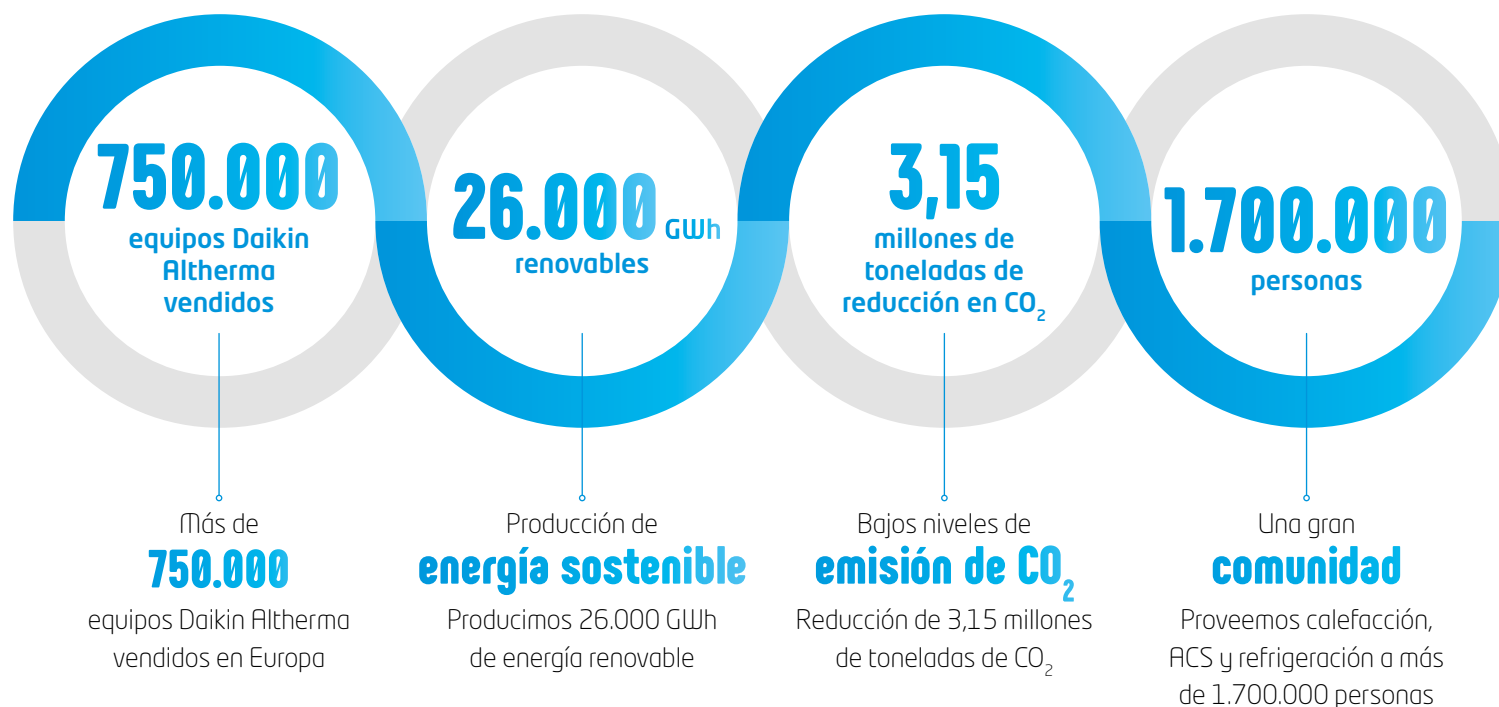 750.000
equipos Daikin
Altherma
vendidos
26.000 GWh
renovables
3,15
millones de
toneladas de
reducción en CO₂
1.700.000
personas
Más de
750.000
equipos Daikin Altherma
vendidos en Europa
Producción de
energía sostenible
Producimos 26.000 GWh
de energía renovable
Bajos niveles de
emisión de CO₂
Reducción de 3,15 millones
de toneladas de CO₂
Una gran
comunidad
Proveemos calefacción,
ACS y refrigeración a más
de 1.700.000 personas